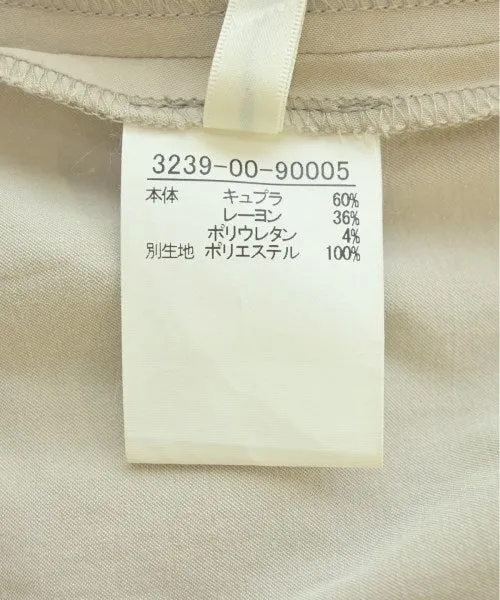 3239-00-90005
本体 キュプラ 60%
レーヨン 36%
ポリウレタン 4%
別生地 ポリエステル 100%